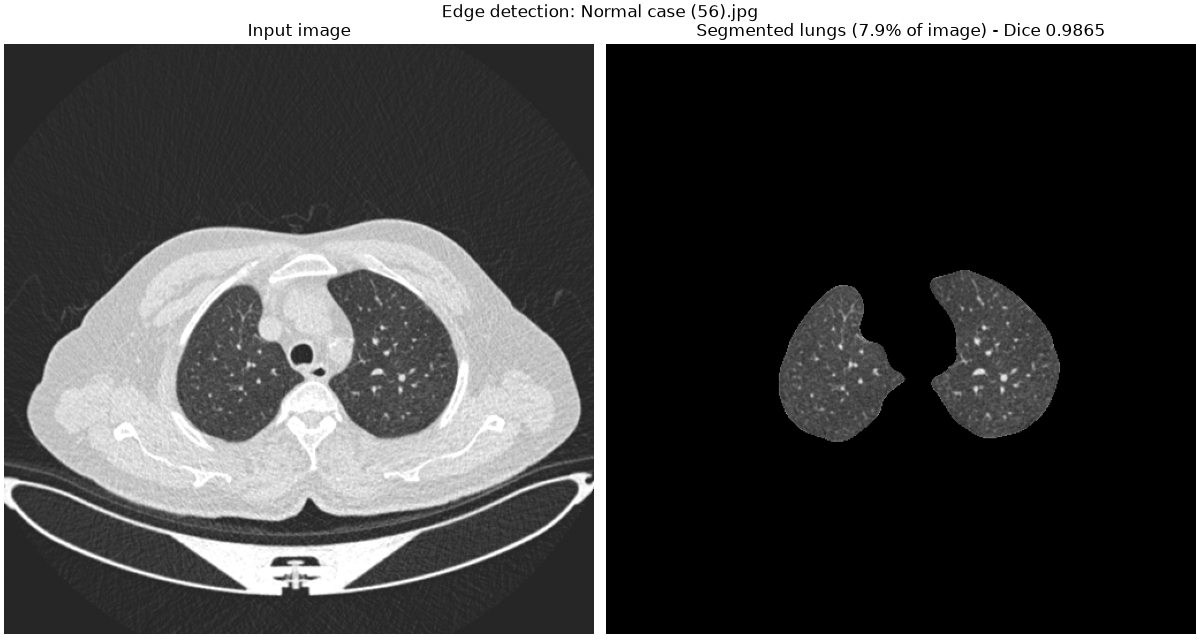 Edge detection: Normal case (56).jpg
Input image
Segmented lungs (7.9% of image) - Dice 0.9865